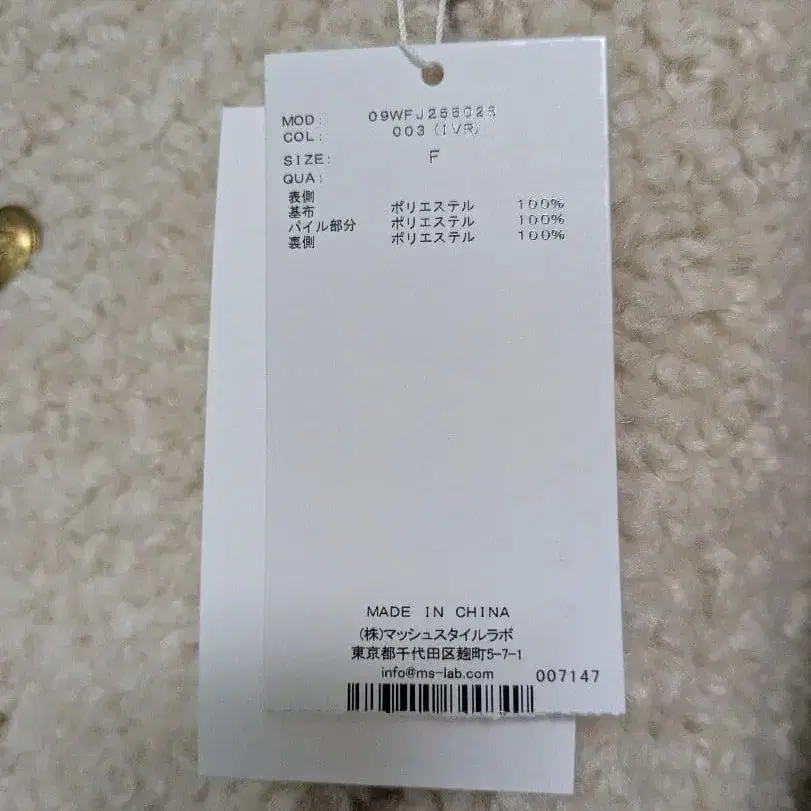 MOD: 09WFJ256028
COL: 003(IVR)
SIZE: F
QUA:
表側
基布 ポリエステル 100%
パイル部分 ポリエステル 100%
裏側 ポリエステル 100%
MADE IN CHINA
(株)マッシュスタイルラボ
東京都千代田区麹町5-7-1
info@ms-lab.com
007147